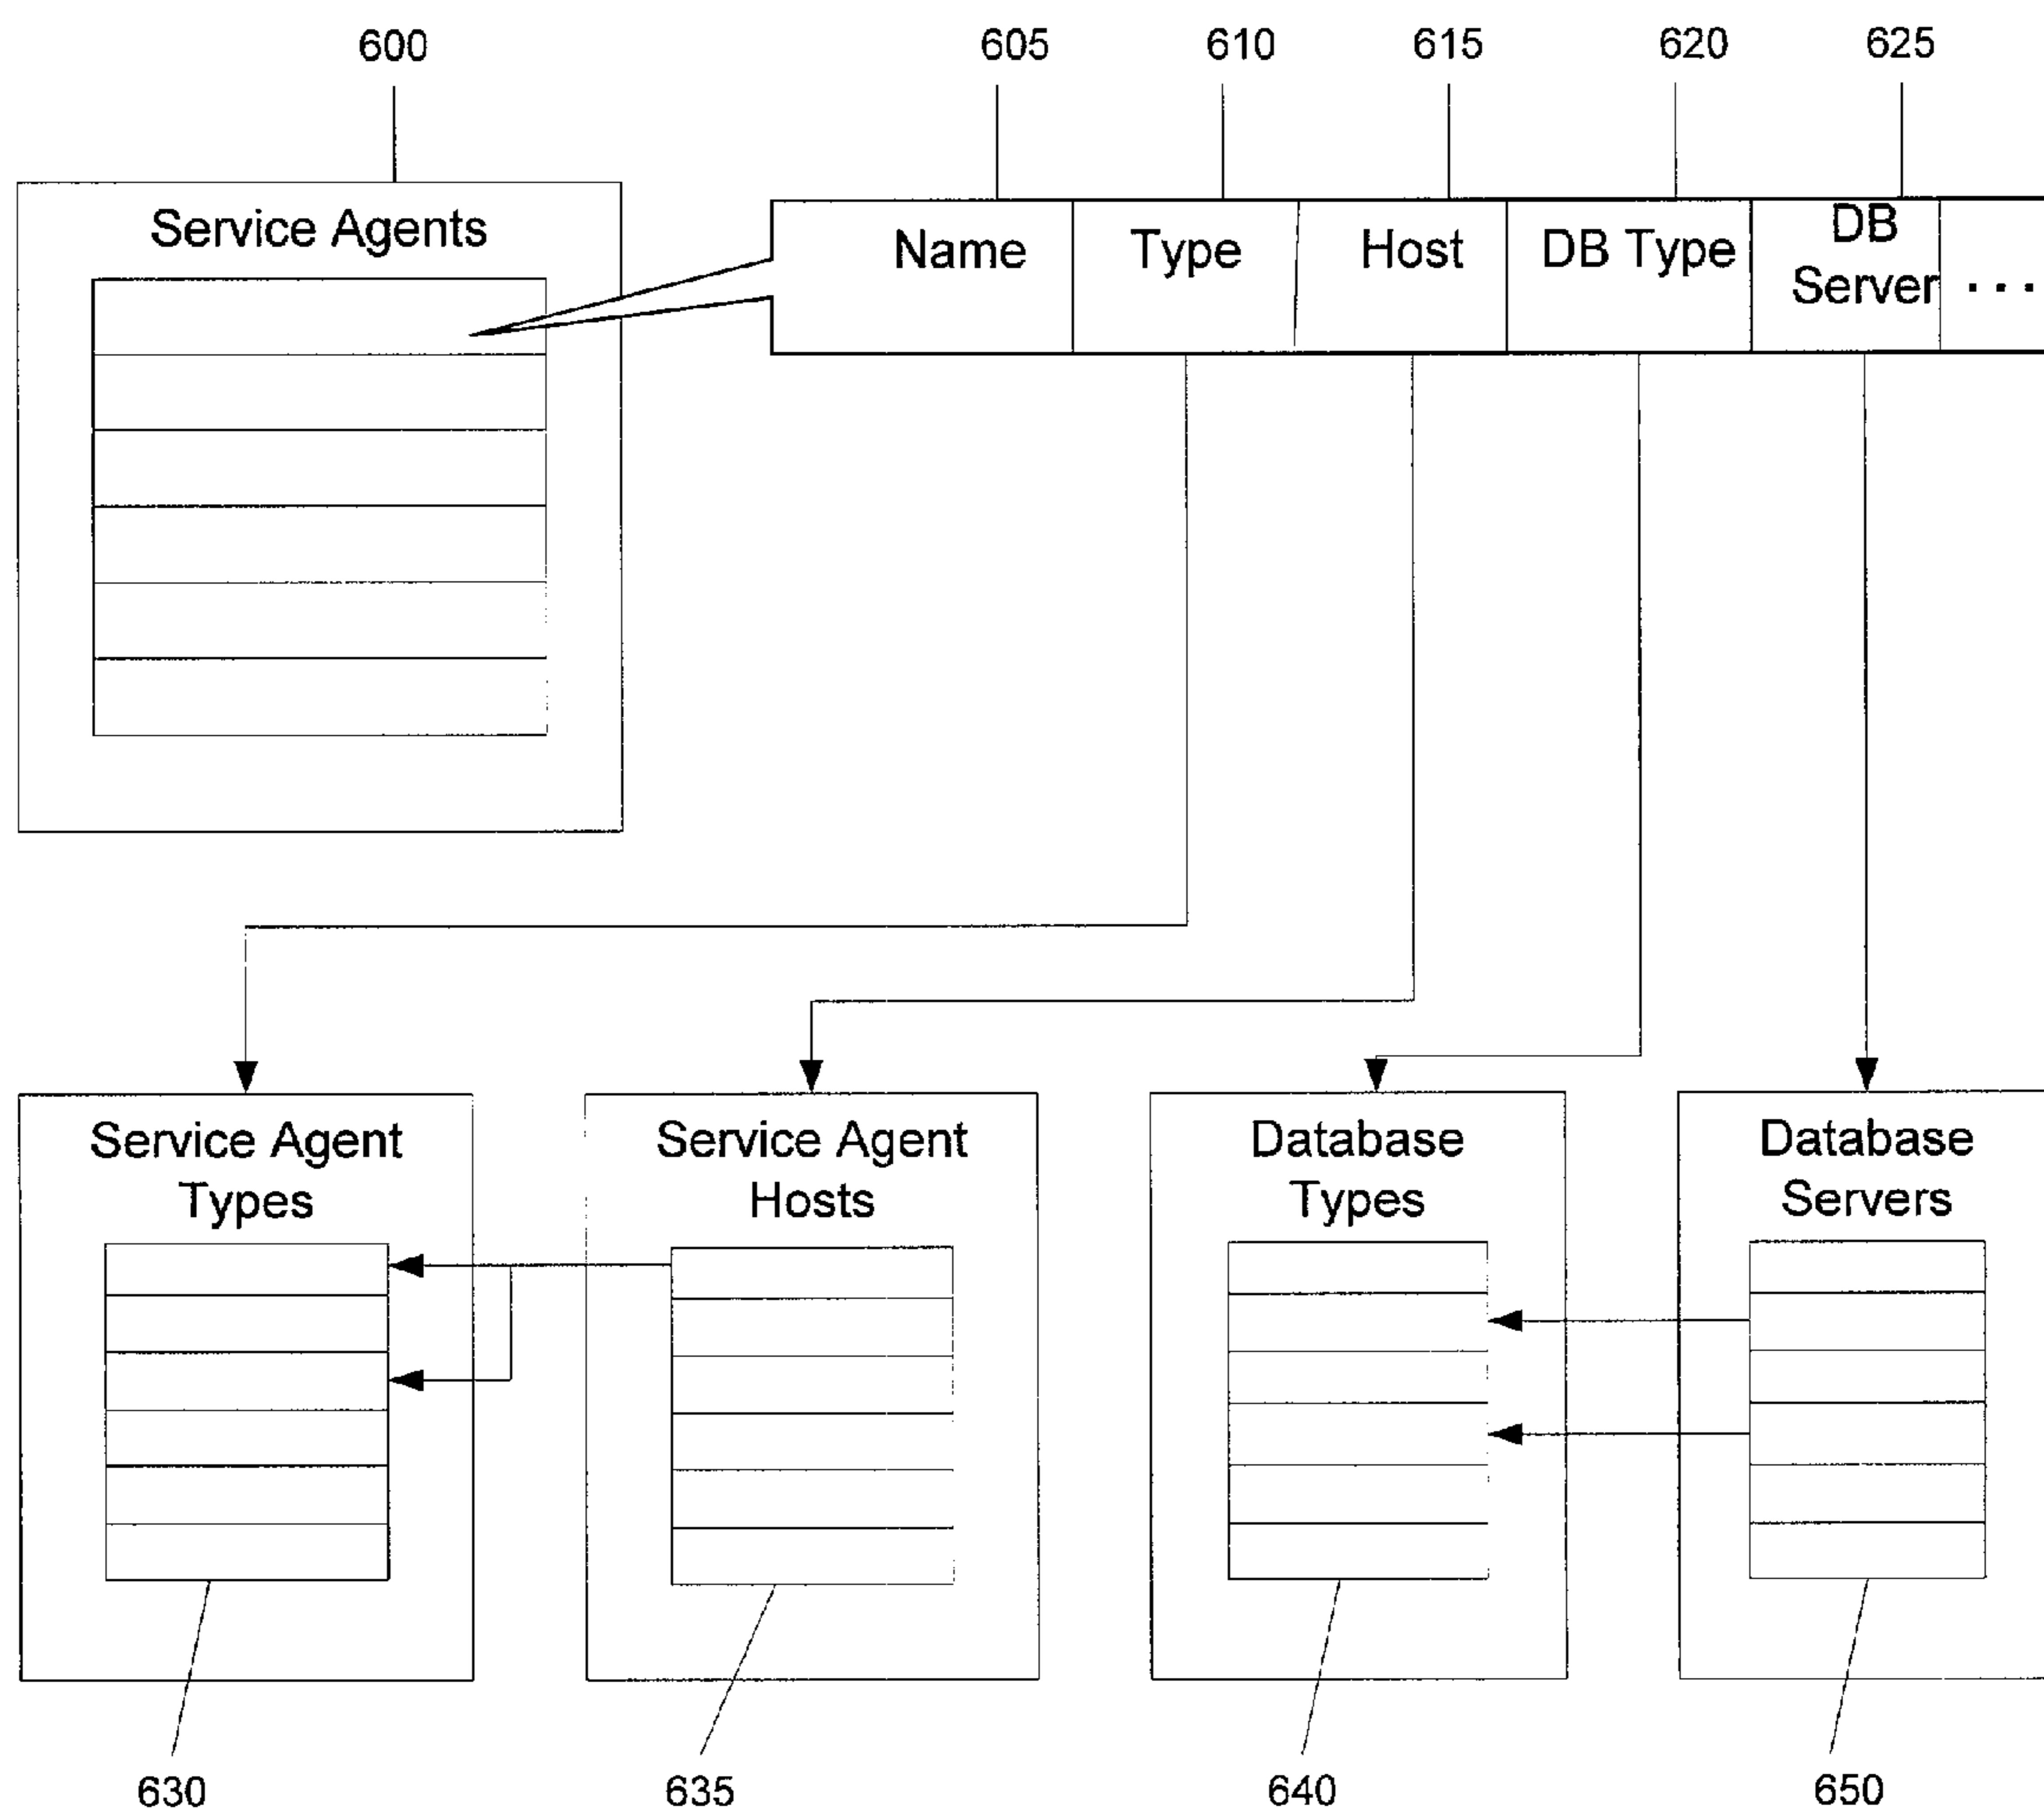 600
605
610
615
620
625
Service Agents
Name
Type
Host
DB Type
DB
Server
...
Service Agent
Types
Service Agent
Hosts
Database
Types
Database
Servers
630
635
640
650